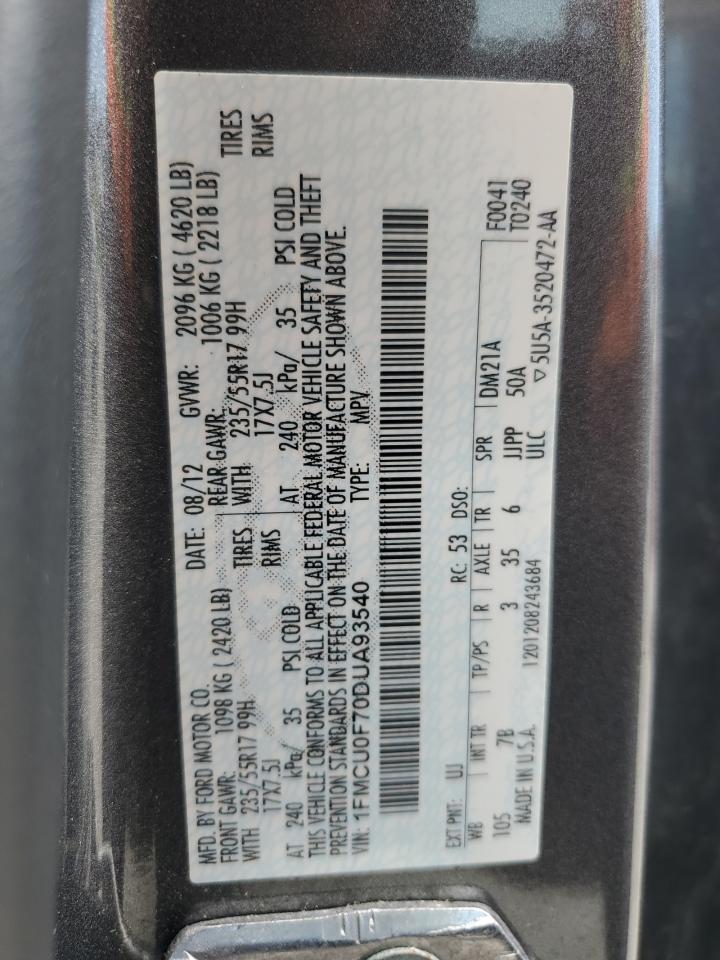 MFD. BY FORD MOTOR CO. DATE: 08/12 GVWR: 2096 KG ( 4620 LB)
FRONT GAWR: 1098 KG ( 2420 LB) REAR GAWR: 1006 KG ( 2218 LB)
WITH 235/55R17 99H TIRES WITH 235/55R17 99H TIRES
17X7.5J RIMS 17X7.5J RIMS
AT 240 kPa/ 35 PSI COLD AT 240 kPa/ 35 PSI COLD
THIS VEHICLE CONFORMS TO ALL APPLICABLE FEDERAL MOTOR VEHICLE SAFETY AND THEFT
PREVENTION STANDARDS IN EFFECT ON THE DATE OF MANUFACTURE SHOWN ABOVE.
VIN: 1FMCU0F70DUA93540 TYPE: MPV
EXT PNT: UJ RC: 53 DSO: F0041
WB INT TR TP/PS R AXLE TR SPR DM21A T0240
105 7B 3 35 6 JJPP 50A
MADE IN U.S.A. 1201208243684 ULC ▽5U5A-3520472-AA